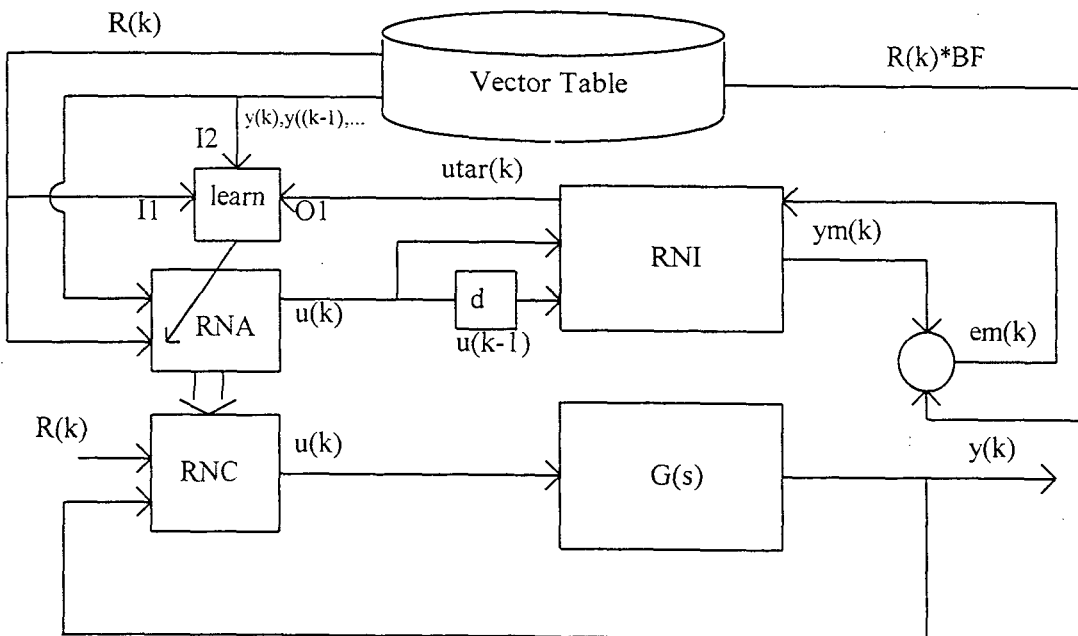 R(k)
Vector Table
R(k)*BF
y(k),y((k-1),...
I2
utar(k)
learn
I1
O1
ym(k)
RNI
d
u(k)
RNA
u(k-1)
em(k)
R(k)
u(k)
y(k)
RNC
G(s)